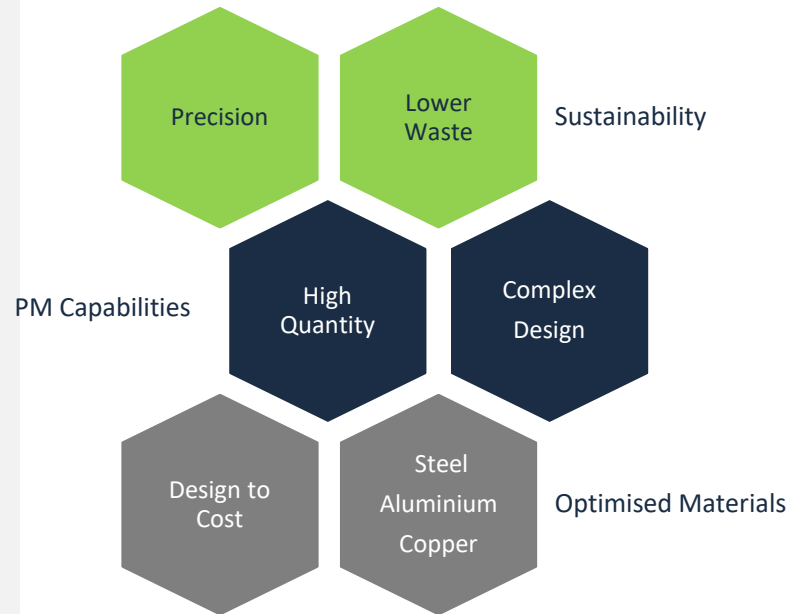 Precision
Lower
Waste
Sustainability
PM Capabilities
High
Quantity
Complex
Design
Design to
Cost
Steel
Aluminium
Copper
Optimised Materials